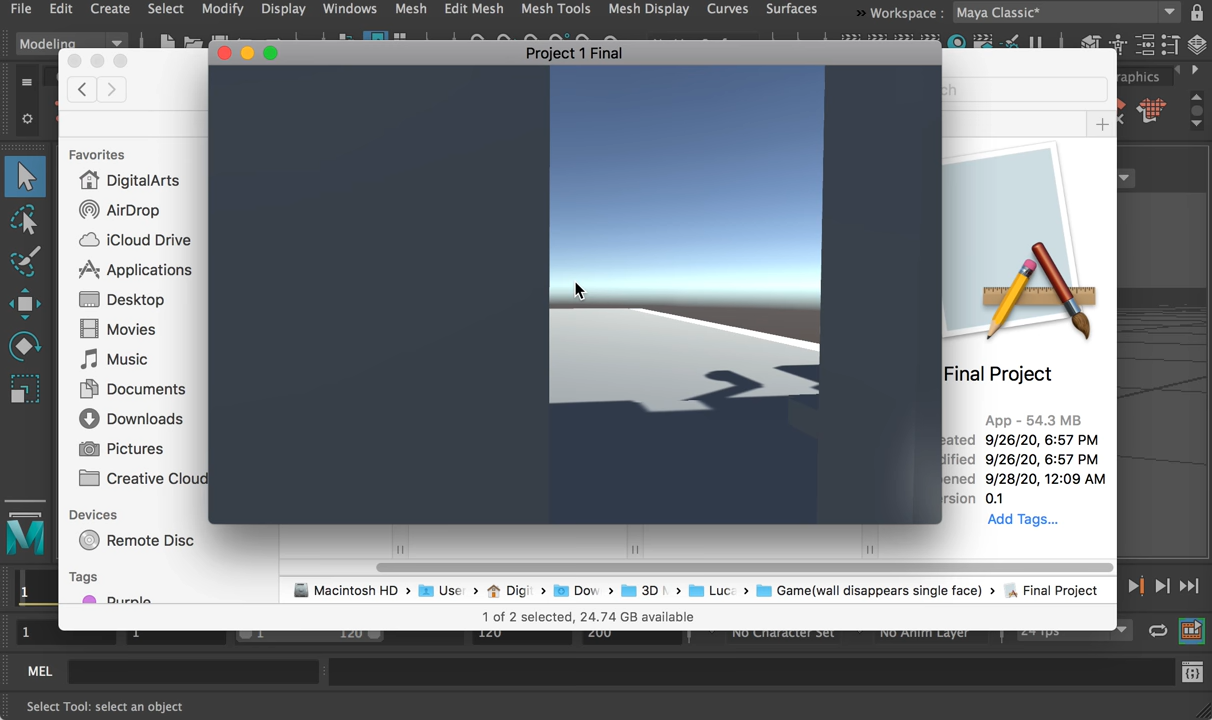 File Edit Create Select Modify Display Windows Mesh Edit Mesh Mesh Tools Mesh Display Curves Surfaces » Workspace : Maya Classic*
Modeling
Project 1 Final
Favorites
DigitalArts
AirDrop
iCloud Drive
Applications
Desktop
Movies
Music
Documents
Downloads
Pictures
Creative Cloud
Devices
Remote Disc
Tags
Purple
Final Project
App - 54.3 MB
eated 9/26/20, 6:57 PM
dified 9/26/20, 6:57 PM
ened 9/28/20, 12:09 AM
ersion 0.1
Add Tags...
Macintosh HD › User › Digit › Dow › 3D › Luca › Game(wall disappears single face) › Final Project
1 of 2 selected, 24.74 GB available
1
1 1 1 120 120 200 No Character Set No Anim Layer 24 fps
MEL
Select Tool: select an object